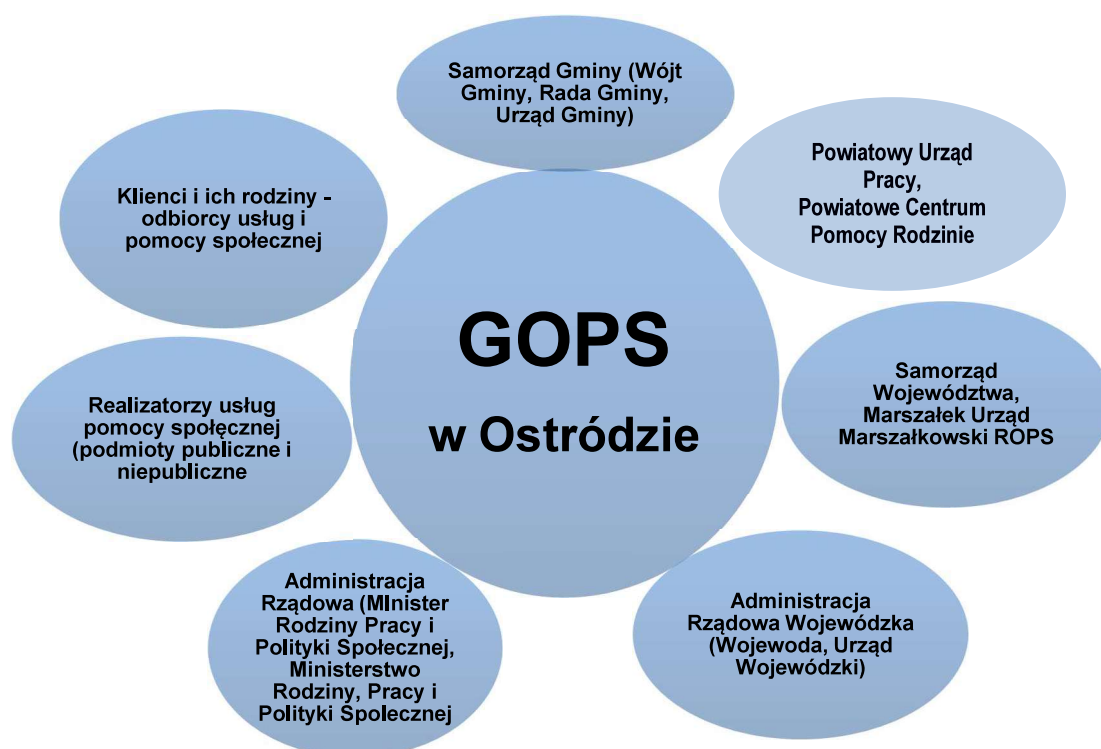 Samorząd Gminy (Wójt
Gminy, Rada Gminy,
Urząd Gminy)
Powiatowy Urząd
Pracy,
Powiatowe Centrum
Pomocy Rodzinie
Samorząd
Województwa,
Marszałek Urząd
Marszałkowski ROPS
Administracja
Rządowa Wojewódzka
(Wojewoda, Urząd
Wojewódzki)
Administracja
Rządowa (MInister
Rodziny Pracy i
Polityki Społecznej,
Ministerstwo
Rodziny, Pracy i
Polityki Spolecznej
Realizatorzy usług
pomocy społęcznej
(podmioty publiczne i
niepubliczne
Klienci i ich rodziny -
odbiorcy usług i
pomocy społecznej
GOPS
w Ostródzie